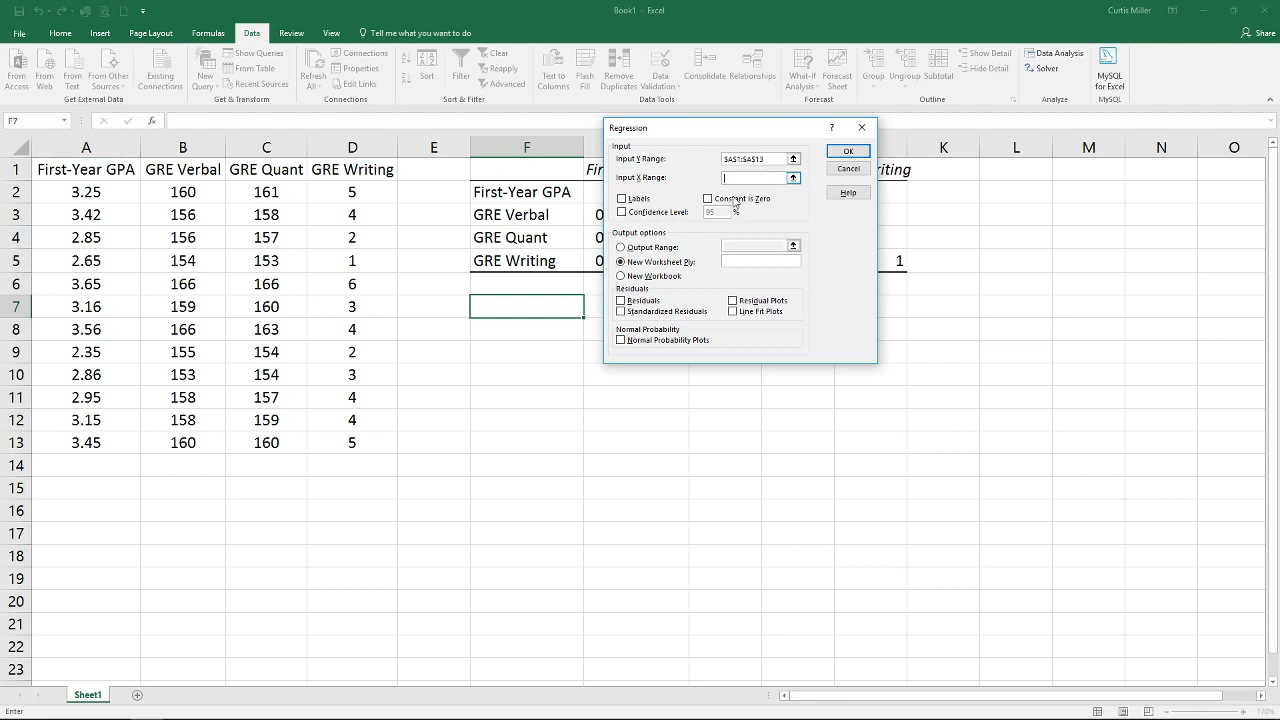 Book1 - Excel
Curtis Miller
File Home Insert Page Layout Formulas Data Review View Tell me what you want to do Share
From Access
From Web
From Text
From Other Sources
Existing Connections
Get External Data
New Query
Show Queries
From Table
Recent Sources
Get & Transform
Refresh All
Connections
Properties
Edit Links
Connections
Sort
Filter
Clear
Reapply
Advanced
Sort & Filter
Text to Columns
Flash Fill
Remove Duplicates
Data Validation
Consolidate
Relationships
Data Tools
What-If Analysis
Forecast Sheet
Forecast
Group
Ungroup
Subtotal
Show Detail
Hide Detail
Outline
Data Analysis
Solver
Analyze
MySQL for Excel
MySQL
F7 fx
A B C D E F K L M N O
1 First-Year GPA GRE Verbal GRE Quant GRE Writing
2 3.25 160 161 5 First-Year GPA
3 3.42 156 158 4 GRE Verbal 0
4 2.85 156 157 2 GRE Quant 0
5 2.65 154 153 1 GRE Writing 0 1
6 3.65 166 166 6
7 3.16 159 160 3
8 3.56 166 163 4
9 2.35 155 154 2
10 2.86 153 154 3
11 2.95 158 157 4
12 3.15 158 159 4
13 3.45 160 160 5
14
15
16
17
18
19
20
21
22
23
Regression ?
Input
Input Y Range: $A$1:$A$13 OK
Input X Range: Cancel
Labels Constant is Zero Help
Confidence Level: 95 %
Output options
Output Range:
New Worksheet Ply:
New Workbook
Residuals
Residuals Residual Plots
Standardized Residuals Line Fit Plots
Normal Probability
Normal Probability Plots
Sheet1
Enter 170%